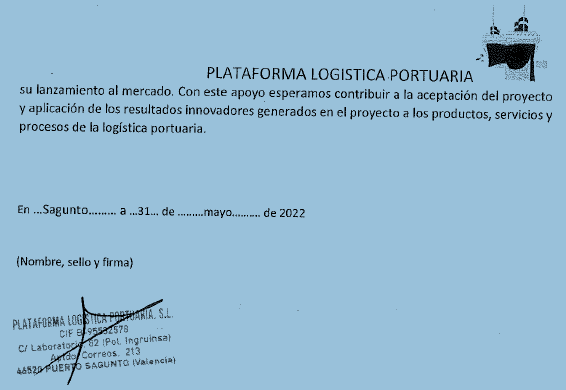 PLATAFORMA LOGISTICA PORTUARIA
su lanzamiento al mercado. Con este apoyo esperamos contribuir a la aceptación del proyecto
y aplicación de los resultados innovadores generados en el proyecto a los productos, servicios y
procesos de la logística portuaria.
En ...Sagunto......... a ...31... de .........mayo.......... de 2022
(Nombre, sello y firma)
PLATAFORMA LOGISTICA PORTUARIA, S.L.
CIF B-95532578
C/ Laboratorio, 82 (Pol. Ingruinsa)
Aptdo. Correos. 213
46520 PUERTO SAGUNTO (Valencia)